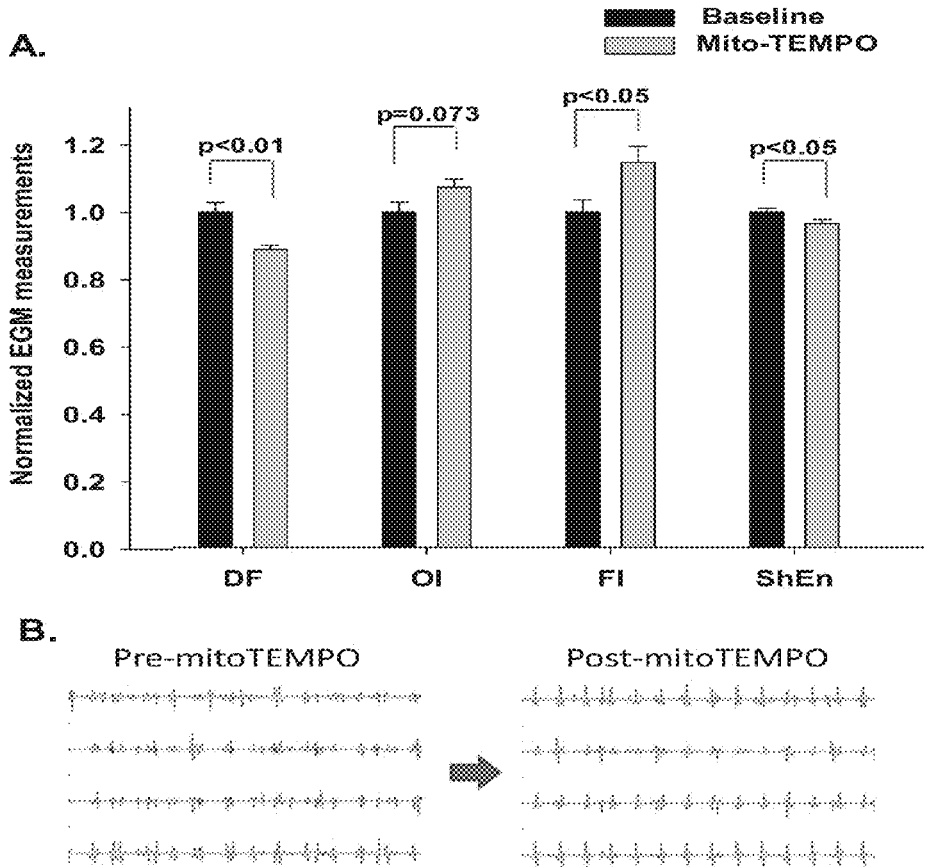 A.
Baseline
Mito-TEMPO
Normalized EGM measurements
1.2
1.0
0.8
0.6
0.4
0.2
0.0
p<0.01
p=0.073
p<0.05
p<0.05
DF
OI
FI
ShEn
B.
Pre-mitoTEMPO
Post-mitoTEMPO